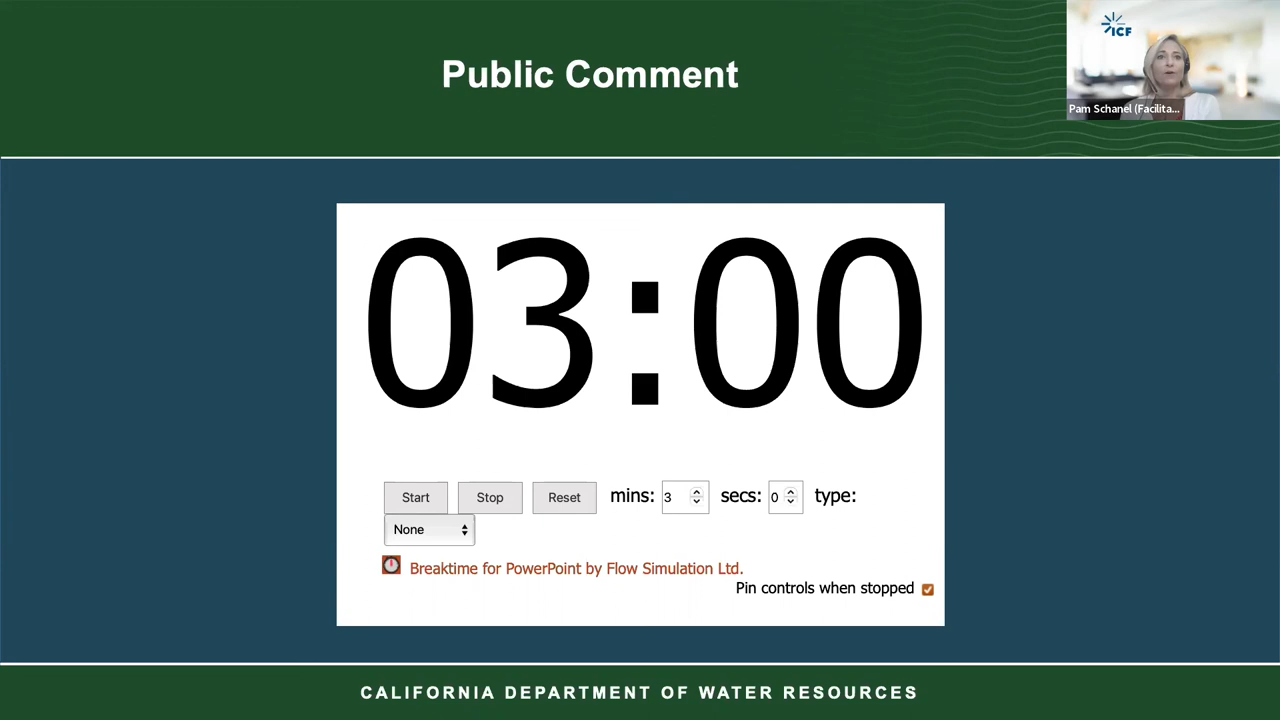 Public Comment
ICF
Pam Schanel (Facilita...
03:00
Start Stop Reset mins: 3 secs: 0 type:
None
Breaktime for PowerPoint by Flow Simulation Ltd.
Pin controls when stopped
CALIFORNIA DEPARTMENT OF WATER RESOURCES